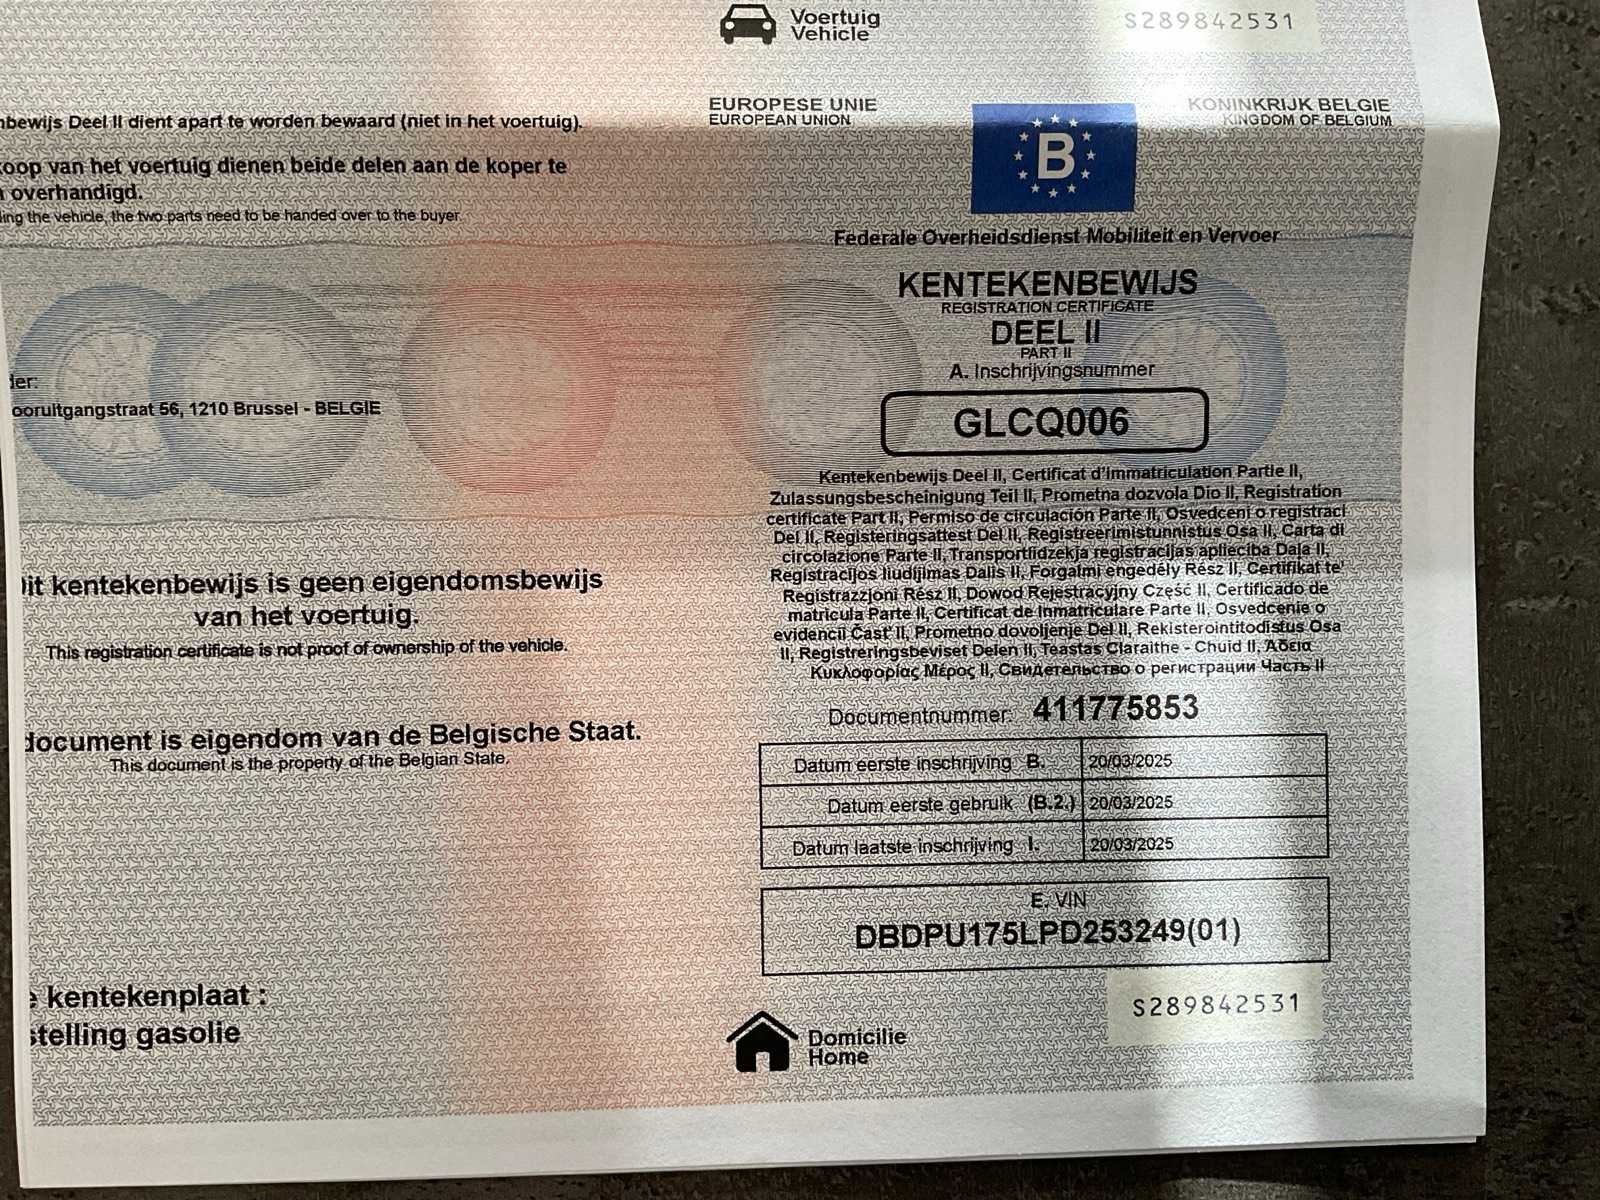 Voertuig
Vehicle
S289842531
bewijs Deel II dient apart te worden bewaard (niet in het voertuig).
oop van het voertuig dienen beide delen aan de koper te
overhandigd.
ing the vehicle, the two parts need to be handed over to the buyer.
EUROPESE UNIE
EUROPEAN UNION
B
KONINKRIJK BELGIE
KINGDOM OF BELGIUM
Federale Overheidsdienst Mobiliteit en Vervoer
KENTEKENBEWIJS
REGISTRATION CERTIFICATE
DEEL II
PART II
A. Inschrijvingsnummer
GLCQ006
der:
ooruitgangstraat 56, 1210 Brussel - BELGIE
Kentekenbewijs Deel II, Certificat d'Immatriculation Partie II,
Zulassungsbescheinigung Teil II, Prometna dozvola Dio II, Registration
certificate Part II, Permiso de circulación Parte II, Osvedceni o registraci
Del II, Registeringsattest Del II, Registreerimistunnistus Osa II, Carta di
circolazione Parte II, Transportlidzekja registracijas aplieciba Daja II,
Registracijos liudijimas Dalis II, Forgalmi engedély Rész II, Certifikat te'
Registrazzjoni Rész II, Dowod Rejestracyjny Część II, Certificado de
matricula Parte II, Certificat de Inmatriculare Parte II, Osvedcenie o
evidencii Čast' II, Prometno dovoljenje Del II, Rekisterointitodistus Osa
II, Registreringsbeviset Delen II, Teastas Claraithe - Chuid II, Άδεια
Κυκλοφορίας Μέρος II, Свидетельство о регистрации Часть II
Dit kentekenbewijs is geen eigendomsbewijs
van het voertuig.
This registration certificate is not proof of ownership of the vehicle.
document is eigendom van de Belgische Staat.
This document is the property of the Belgian State.
Documentnummer: 411775853
Datum eerste inschrijving B. 20/03/2025
Datum eerste gebruik (B.2.) 20/03/2025
Datum laatste inschrijving I. 20/03/2025
E. VIN
DBDPU175LPD253249(01)
e kentekenplaat :
stelling gasolie
Domicilie
Home
S289842531